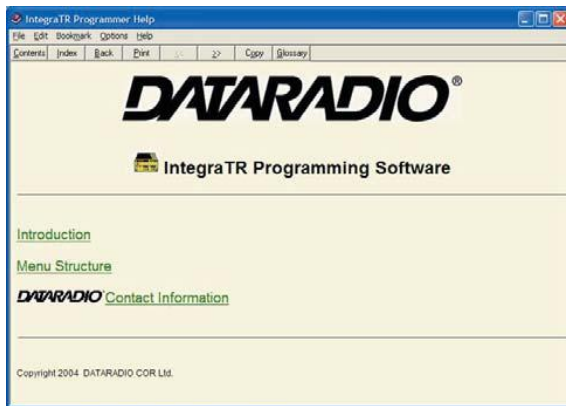 IntegraTR Programmer Help
File Edit Bookmark Options Help
Contents Index Back Print << >> Copy Glossary
DATARADIO®
IntegraTR Programming Software
Introduction
Menu Structure
DATARADIO Contact Information
Copyright 2004 DATARADIO COR Ltd.